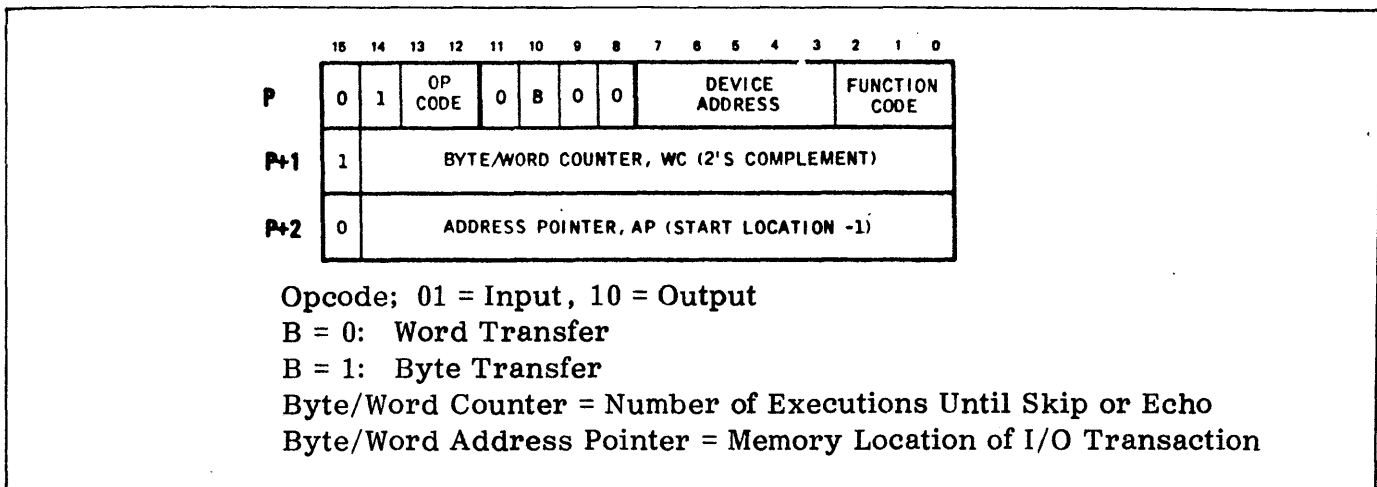 15 14 13 12 11 10 9 8 7 6 5 4 3 2 1 0
P 0 1 OP CODE 0 B 0 0 DEVICE ADDRESS FUNCTION CODE
P+1 1 BYTE/WORD COUNTER, WC (2'S COMPLEMENT)
P+2 0 ADDRESS POINTER, AP (START LOCATION -1)
Opcode; 01 = Input, 10 = Output
B = 0: Word Transfer
B = 1: Byte Transfer
Byte/Word Counter = Number of Executions Until Skip or Echo
Byte/Word Address Pointer = Memory Location of I/O Transaction